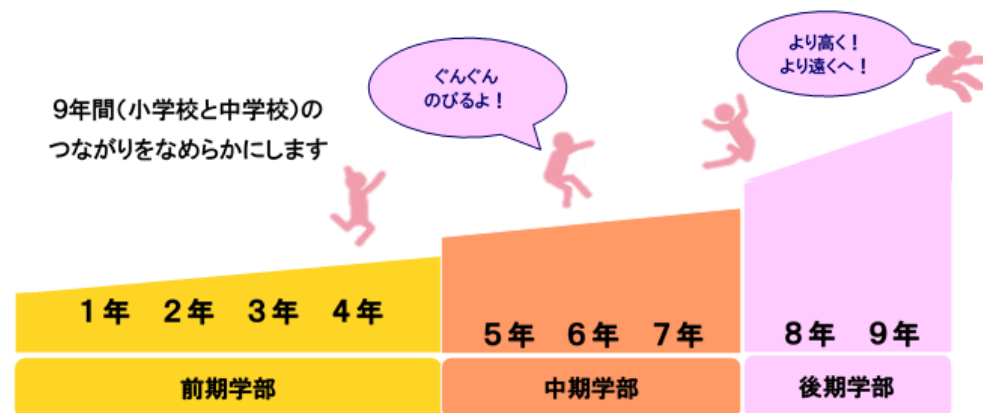 9年間(小学校と中学校)の
つながりをなめらかにします
ぐんぐん
のびるよ!
より高く!
より遠くへ!
1年 2年 3年 4年
5年 6年 7年
8年 9年
前期学部
中期学部
後期学部